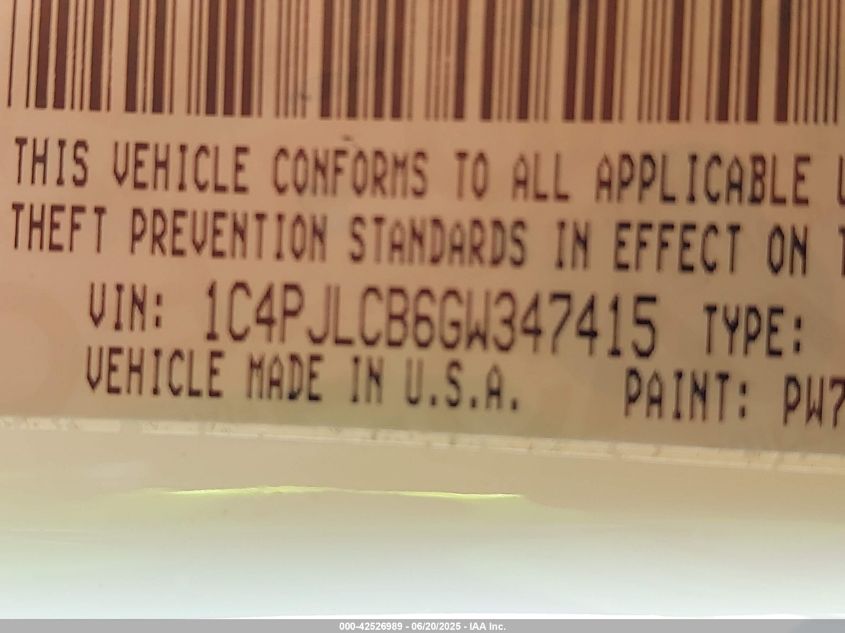 THIS VEHICLE CONFORMS TO ALL APPLICABLE
THEFT PREVENTION STANDARDS IN EFFECT ON
VIN: 1C4PJLCB6GW347415 TYPE:
VEHICLE MADE IN U.S.A. PAINT: PW7
000-42526989 - 06/20/2025 - IAA Inc.